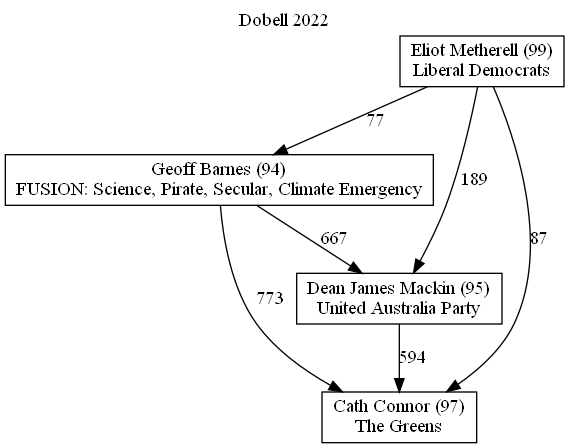 Dobell 2022
Eliot Metherell (99)
Liberal Democrats
77
Geoff Barnes (94)
FUSION: Science, Pirate, Secular, Climate Emergency
189
667
87
Dean James Mackin (95)
United Australia Party
773
594
Cath Connor (97)
The Greens